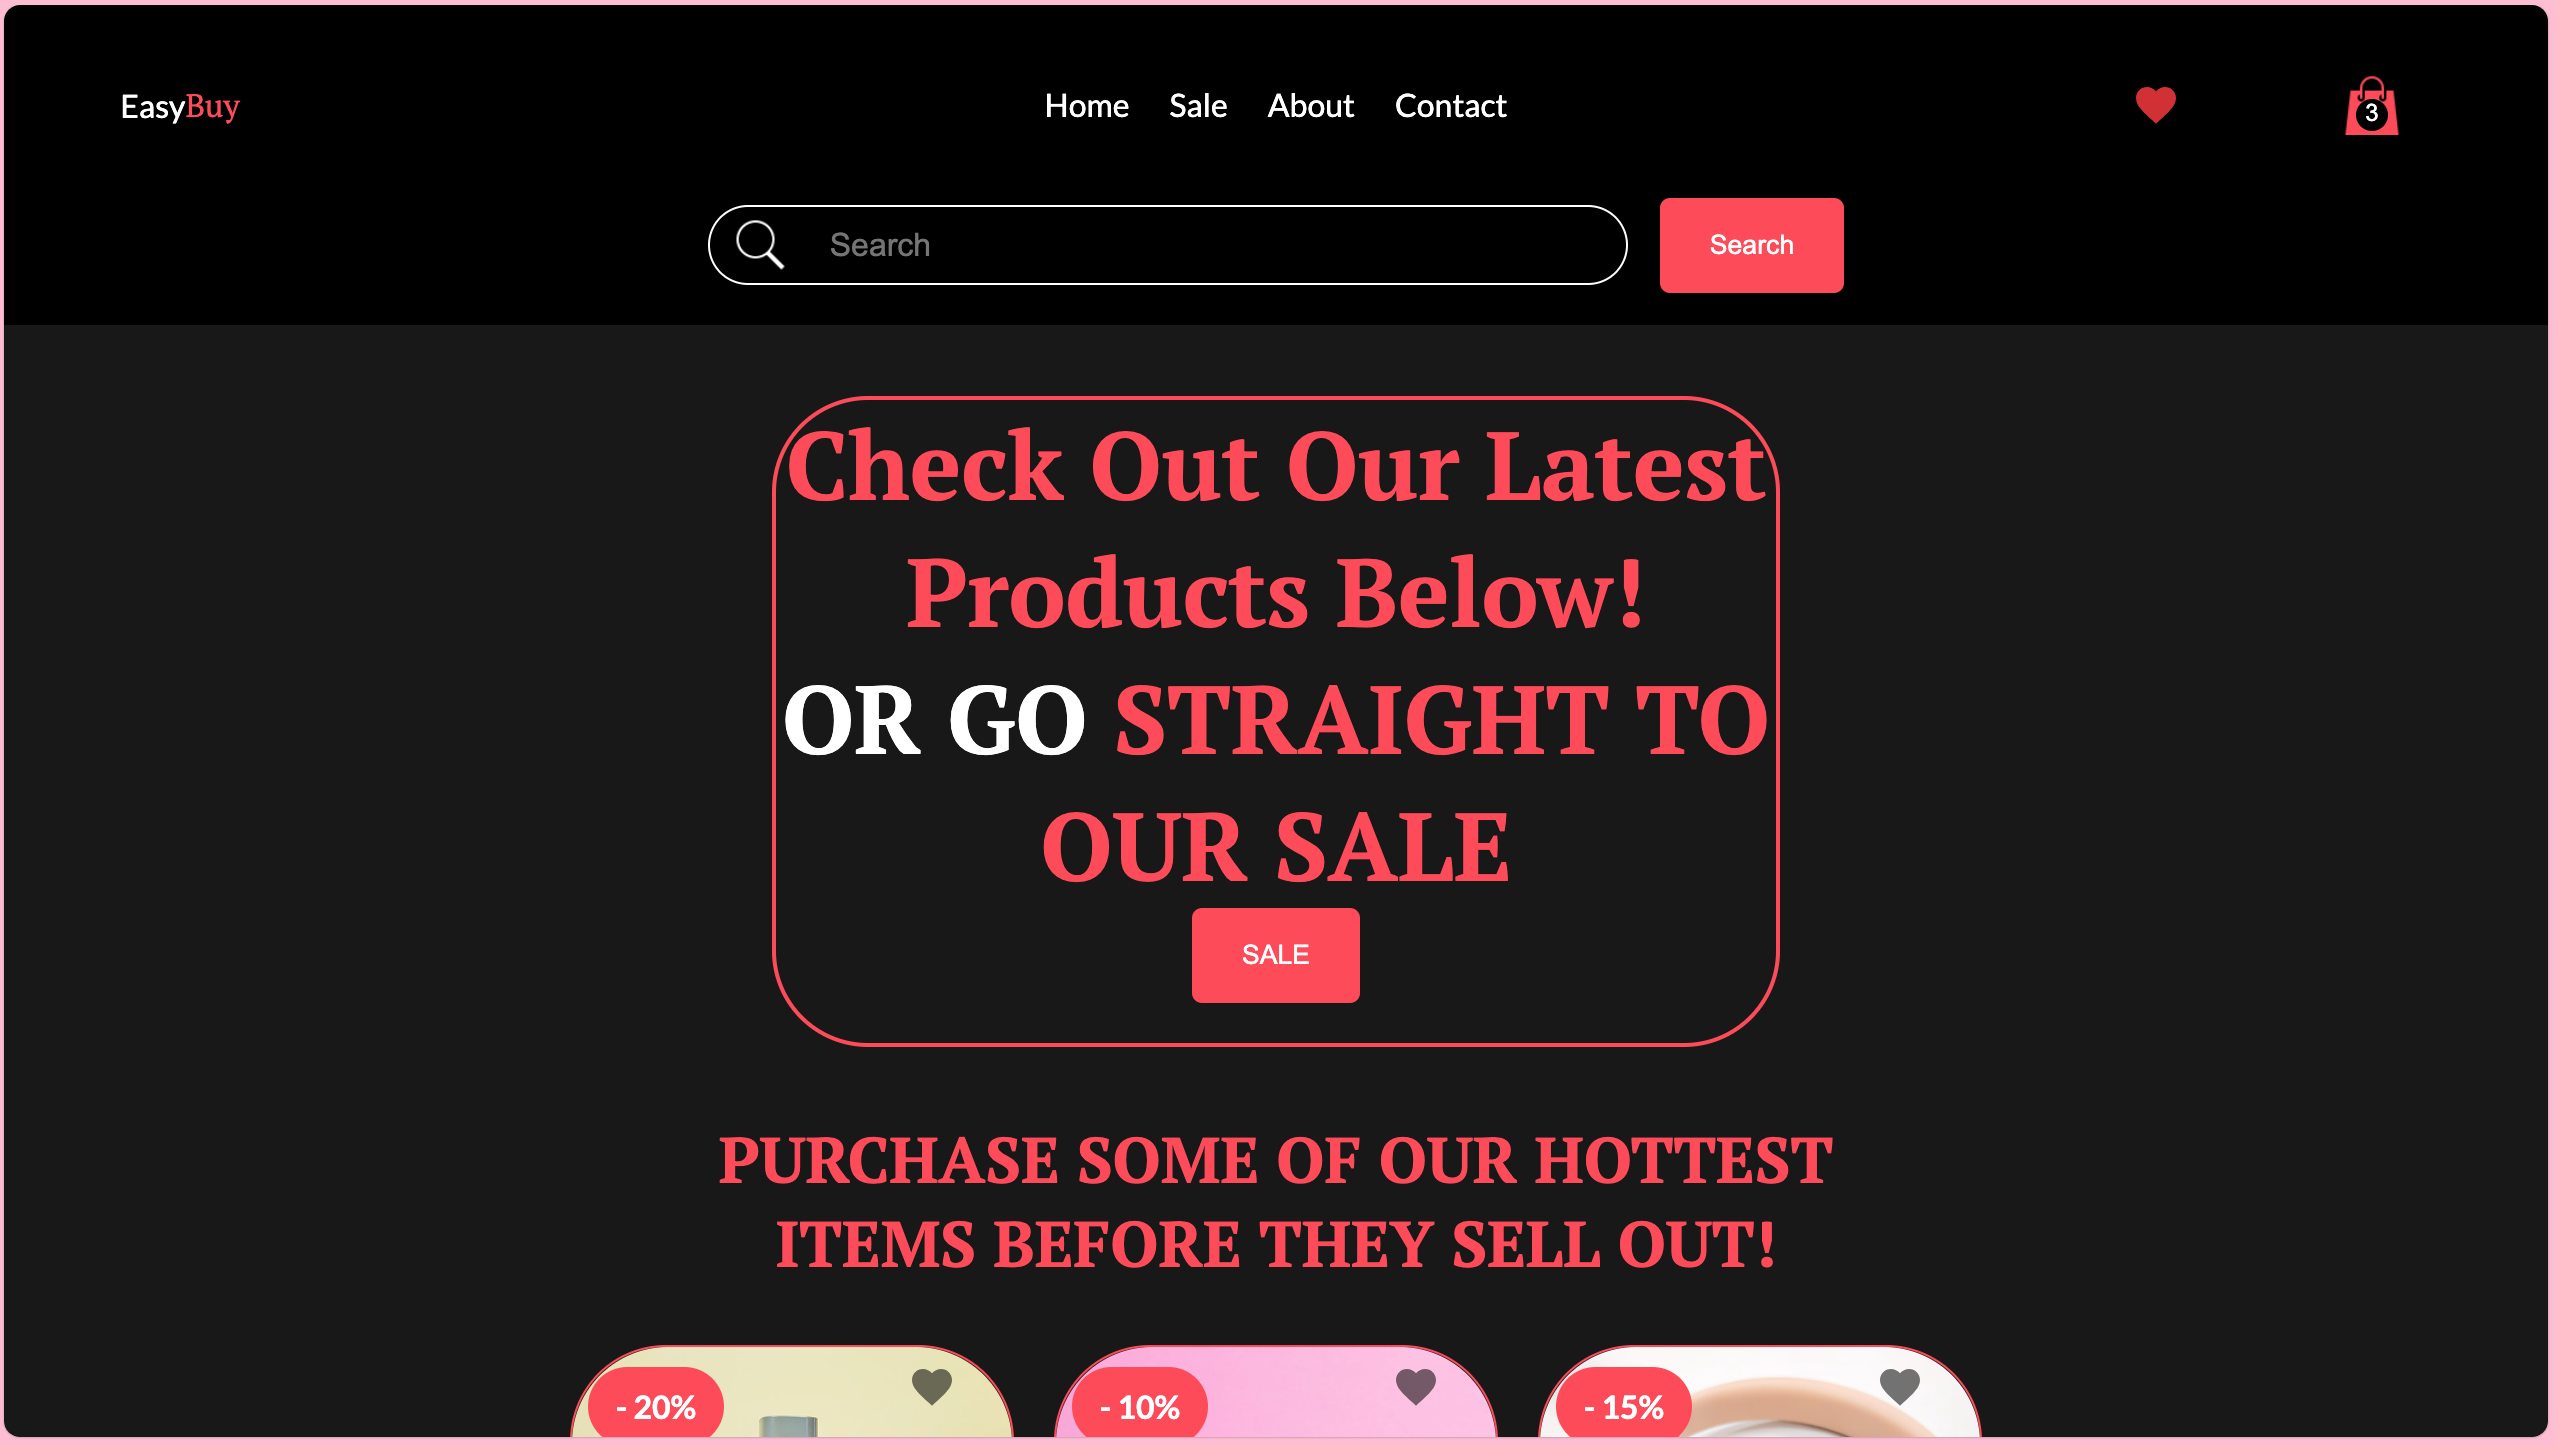 EasyBuy
Home Sale About Contact
3
Search
Search
Check Out Our Latest
Products Below!
OR GO STRAIGHT TO
OUR SALE
SALE
PURCHASE SOME OF OUR HOTTEST
ITEMS BEFORE THEY SELL OUT!
- 20%
- 10%
- 15%